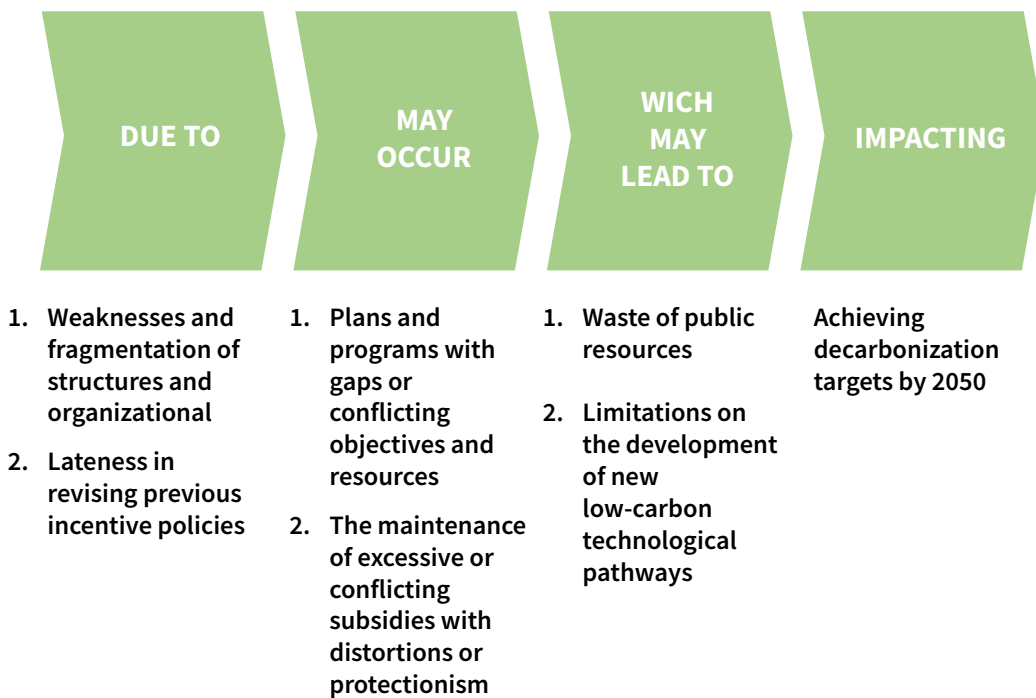 DUE TO
MAY
OCCUR
WICH
MAY
LEAD TO
IMPACTING
1. Weaknesses and
fragmentation of
structures and
organizational
2. Lateness in
revising previous
incentive policies
1. Plans and
programs with
gaps or
conflicting
objectives and
resources
2. The maintenance
of excessive or
conflicting
subsidies with
distortions or
protectionism
1. Waste of public
resources
2. Limitations on
the development
of new
low-carbon
technological
pathways
Achieving
decarbonization
targets by 2050